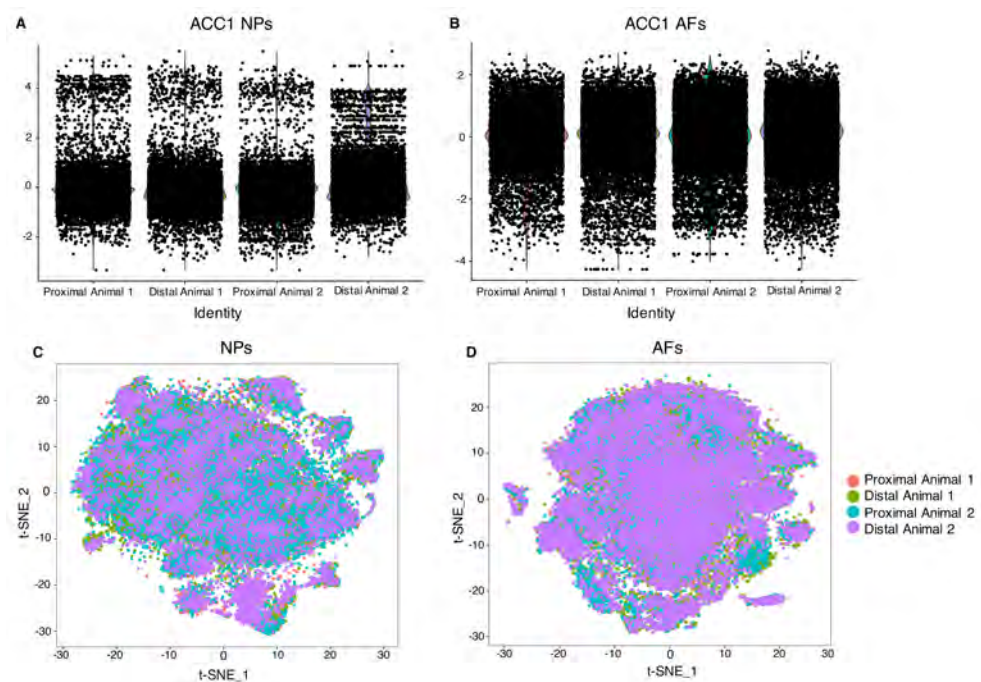 A ACC1 NPs
4
2
0
-2
Proximal Animal 1 Distal Animal 1 Proximal Animal 2 Distal Animal 2
Identity
B ACC1 AFs
2
0
-2
-4
Proximal Animal 1 Distal Animal 1 Proximal Animal 2 Distal Animal 2
Identity
C NPs
20
10
0
-10
-20
-30
-30 -20 -10 0 10 20 30
t-SNE_2
t-SNE_1
D AFs
20
10
0
-10
-20
-30
-30 -20 -10 0 10 20 30
t-SNE_2
t-SNE_1
Proximal Animal 1
Distal Animal 1
Proximal Animal 2
Distal Animal 2